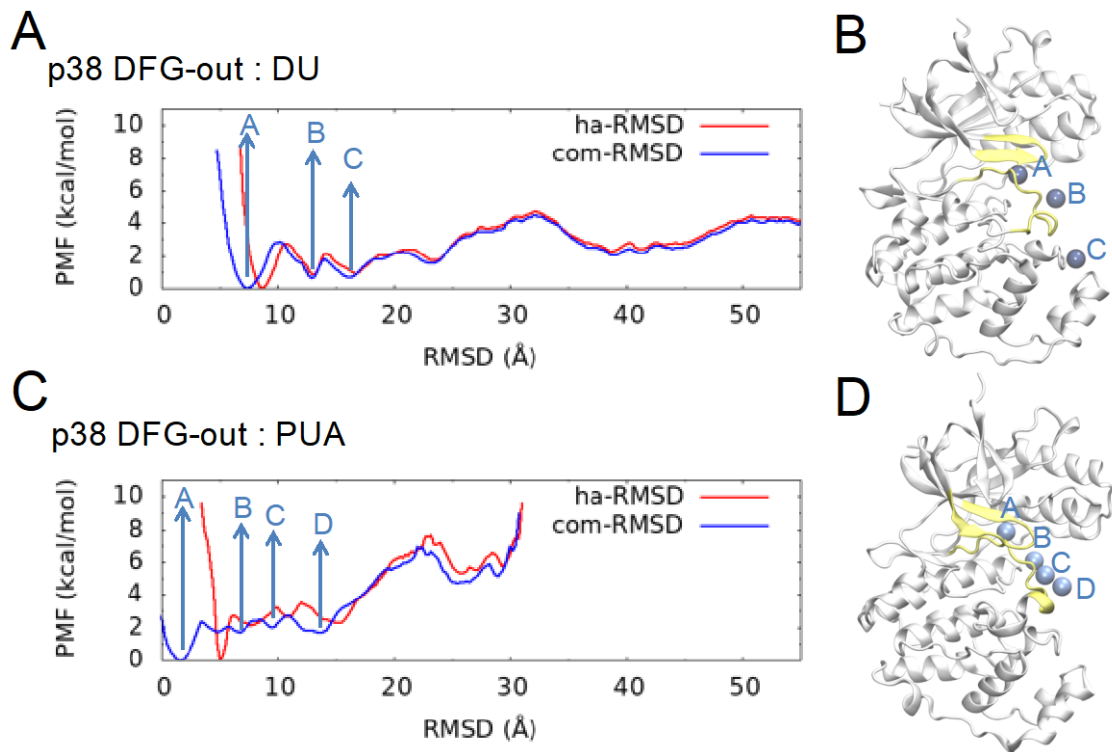 A
p38 DFG-out : DU
PMF (kcal/mol)
10
8
6
4
2
0
A
B
C
ha-RMSD
com-RMSD
0 10 20 30 40 50
RMSD (Å)
B
A
B
C
C
p38 DFG-out : PUA
PMF (kcal/mol)
10
8
6
4
2
0
A
B
C
D
ha-RMSD
com-RMSD
0 10 20 30 40 50
RMSD (Å)
D
A
B
C
D